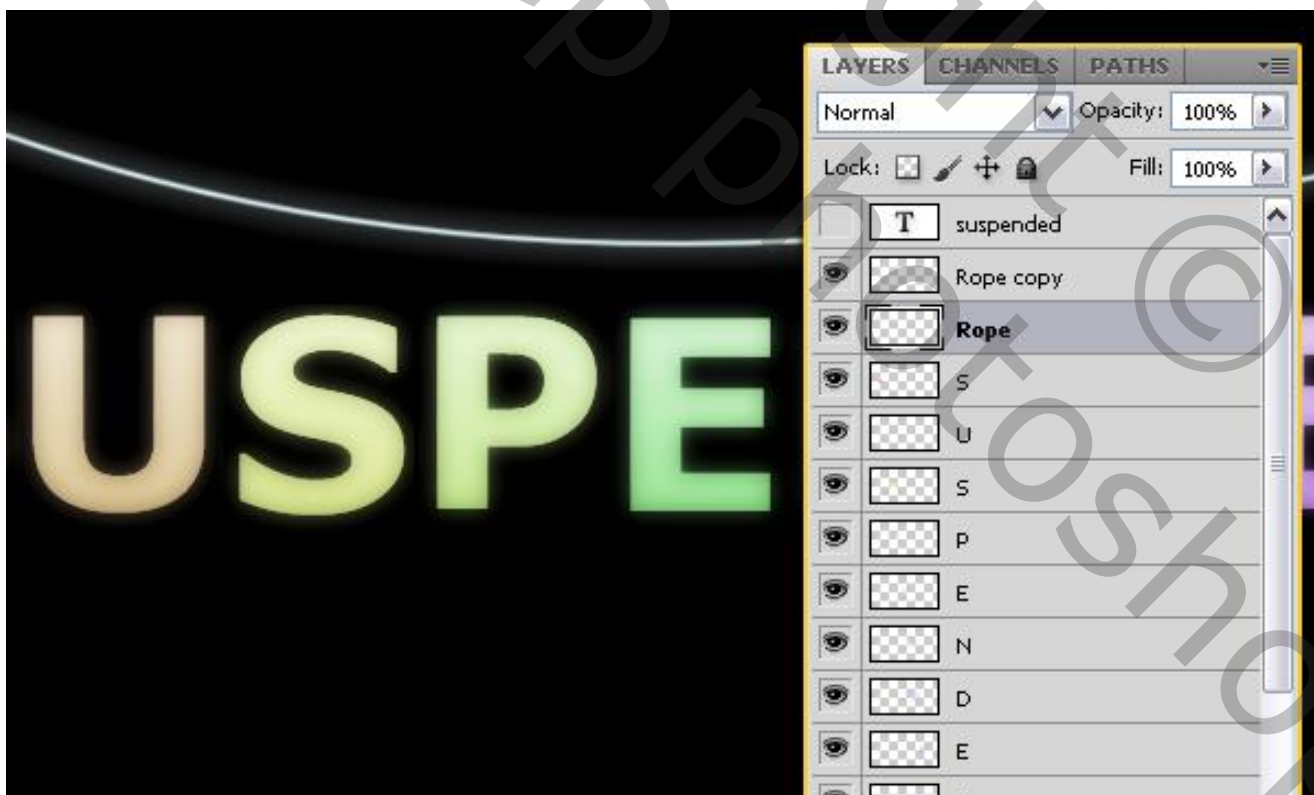 LAYERS CHANNELS PATHS
Normal Opacity: 100%
Lock: Fill: 100%
T suspended
Rope copy
Rope
S
U
S
P
E
N
D
E
USPE